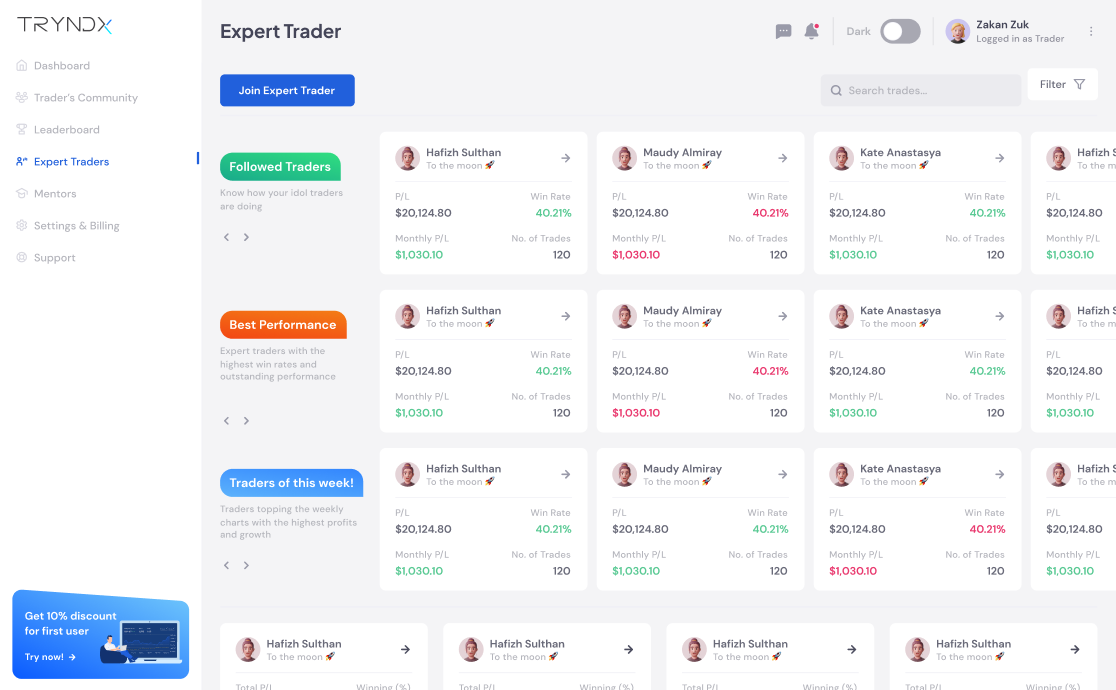 TRYNDX
Dashboard
Trader's Community
Leaderboard
Expert Traders
Mentors
Settings & Billing
Support
Get 10% discount
for first user
Try now!
Expert Trader
Dark
Zakan Zuk
Logged in as Trader
Join Expert Trader
Search trades...
Filter
Followed Traders
Know how your idol traders
are doing
Hafizh Sulthan
To the moon 🚀
P/L Win Rate
$20,124.80 40.21%
Monthly P/L No. of Trades
$1,030.10 120
Maudy Almiray
To the moon 🚀
P/L Win Rate
$20,124.80 40.21%
Monthly P/L No. of Trades
$1,030.10 120
Kate Anastasya
To the moon 🚀
P/L Win Rate
$20,124.80 40.21%
Monthly P/L No. of Trades
$1,030.10 120
Hafizh S
To the m
P/L
$20,124.80
Monthly P/L
$1,030.10
Best Performance
Expert traders with the
highest win rates and
outstanding performance
Hafizh Sulthan
To the moon 🚀
P/L Win Rate
$20,124.80 40.21%
Monthly P/L No. of Trades
$1,030.10 120
Maudy Almiray
To the moon 🚀
P/L Win Rate
$20,124.80 40.21%
Monthly P/L No. of Trades
$1,030.10 120
Kate Anastasya
To the moon 🚀
P/L Win Rate
$20,124.80 40.21%
Monthly P/L No. of Trades
$1,030.10 120
Hafizh S
To the m
P/L
$20,124.80
Monthly P/L
$1,030.10
Traders of this week!
Traders topping the weekly
charts with the highest profits
and growth
Hafizh Sulthan
To the moon 🚀
P/L Win Rate
$20,124.80 40.21%
Monthly P/L No. of Trades
$1,030.10 120
Maudy Almiray
To the moon 🚀
P/L Win Rate
$20,124.80 40.21%
Monthly P/L No. of Trades
$1,030.10 120
Kate Anastasya
To the moon 🚀
P/L Win Rate
$20,124.80 40.21%
Monthly P/L No. of Trades
$1,030.10 120
Hafizh S
To the m
P/L
$20,124.80
Monthly P/L
$1,030.10
Hafizh Sulthan
To the moon 🚀
Total P/L Winning (%)
Hafizh Sulthan
To the moon 🚀
Total P/L Winning (%)
Hafizh Sulthan
To the moon 🚀
Total P/L Winning (%)
Hafizh Sulthan
To the moon 🚀
Total P/L Winning (%)